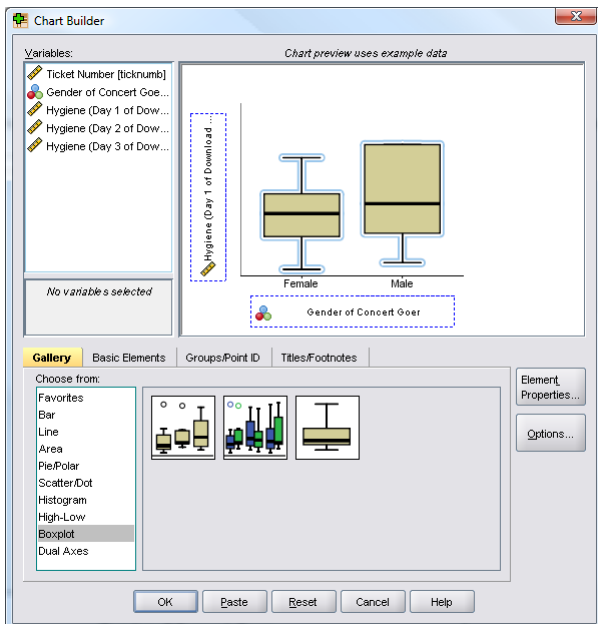 Chart Builder
Variables:
Ticket Number [ticknumb]
Gender of Concert Goe...
Hygiene (Day 1 of Dow...
Hygiene (Day 2 of Dow...
Hygiene (Day 3 of Dow...
No variables selected
Chart preview uses example data
Hygiene (Day 1 of Download ...
Female
Male
Gender of Concert Goer
Gallery
Basic Elements
Groups/Point ID
Titles/Footnotes
Choose from:
Favorites
Bar
Line
Area
Pie/Polar
Scatter/Dot
Histogram
High-Low
Boxplot
Dual Axes
Element
Properties...
Options...
OK
Paste
Reset
Cancel
Help